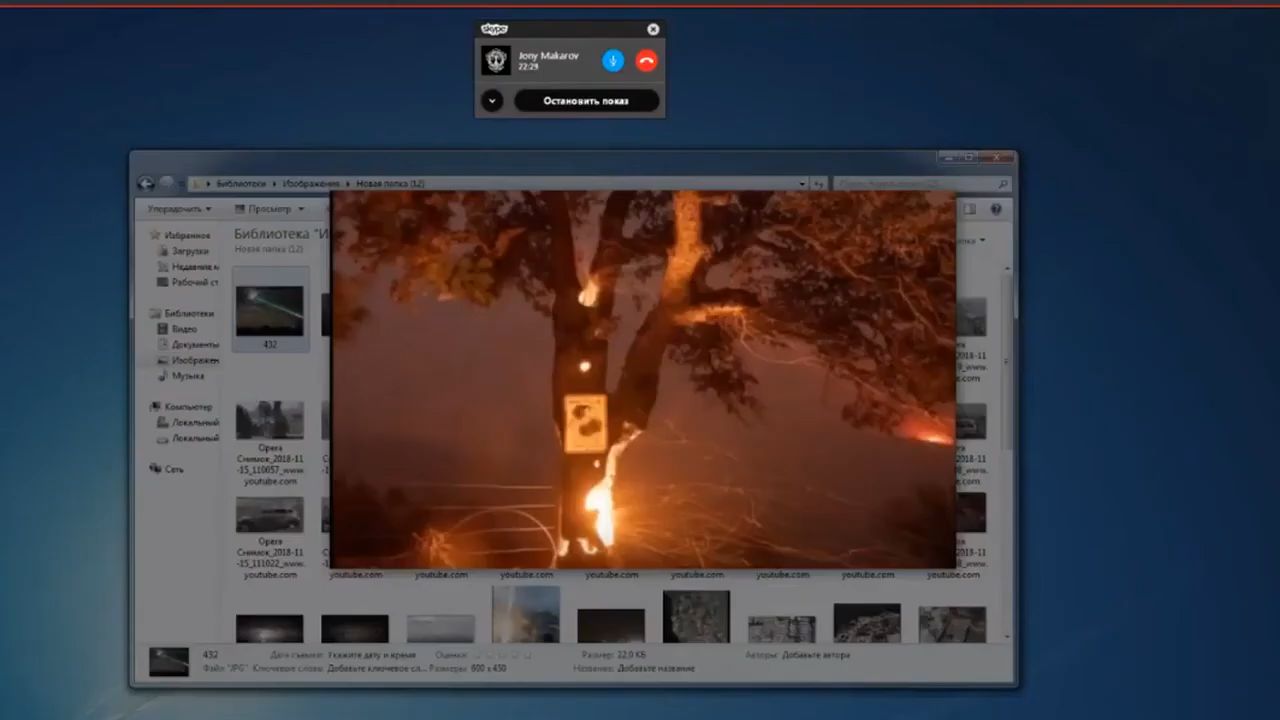 skype
Jony Makarov
22:29
Остановить показ
Библиотеки Изображения Новая папка (12)
Упорядочить Просмотр
Избранное
Загрузки
Недавние м
Рабочий ст
Библиотека "И
Новая папка (12)
Библиотеки
Видео
Документы
Изображен
Музыка
432
Компьютер
Локальный
Локальный
Сеть
Opera
Снимок_2018-11
-15_110057_www.
youtube.com
Opera
Снимок_2018-11
-15_111022_www.
youtube.com youtube.com youtube.com youtube.com youtube.com youtube.com youtube.com youtube.com youtube.com
432 Дата съемки: Укажите дату и время Оценка: Размер: 22,0 КБ Авторы: Добавьте автора
Файл "JPG" Ключевые слова: Добавьте ключевое сл... Размеры: 600 x 450 Название: Добавьте название